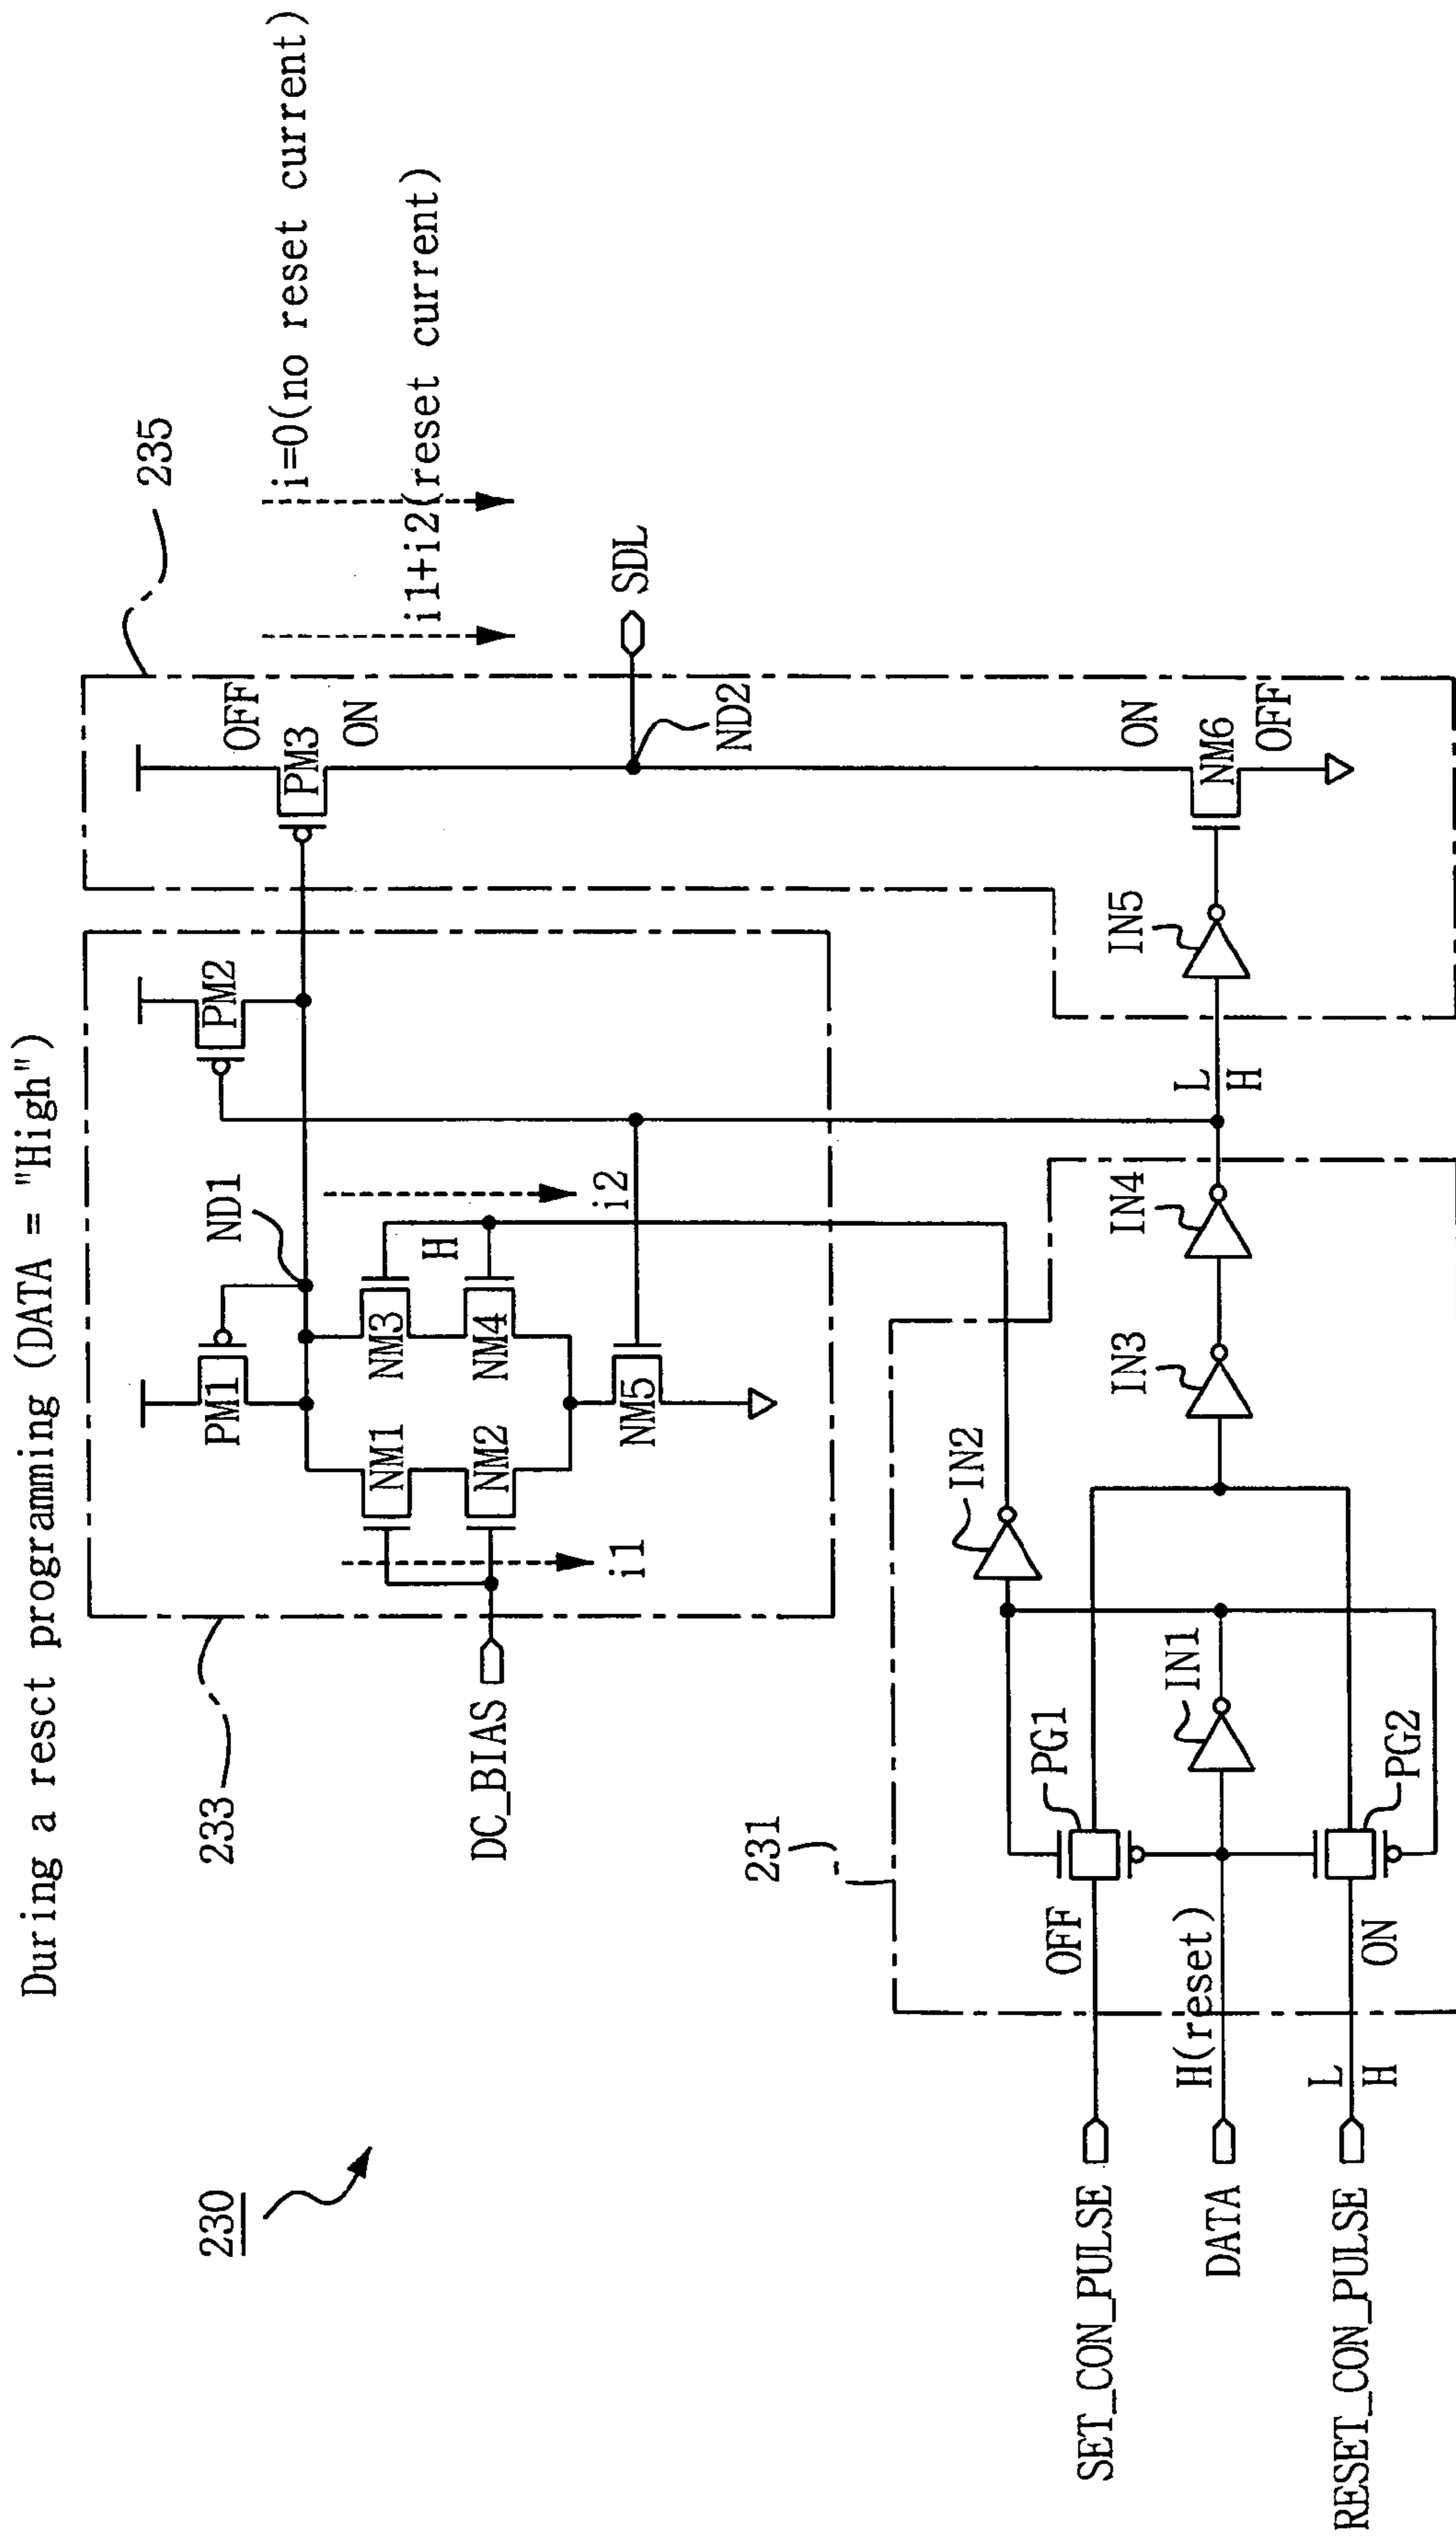 During a resct programming (DATA = "High")
230
233
235
i=0(no reset current)
i1+i2(reset current)
PM1
ND1
PM2
OFF
PM3
ON
NM1
NM3
H
NM2
NM4
i1
i2
NM5
DC_BIAS
SDL
ND2
231
IN2
PG1
OFF
IN1
IN3
IN4
L
H
IN5
ON
NM6
OFF
SET_CON_PULSE
H(reset)
DATA
L
H
ON
PG2
RESET_CON_PULSE